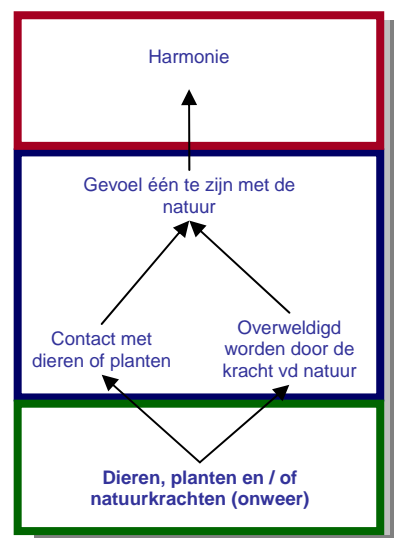 Harmonie
Gevoel één te zijn met de
natuur
Contact met
dieren of planten
Overweldigd
worden door de
kracht vd natuur
Dieren, planten en / of
natuurkrachten (onweer)